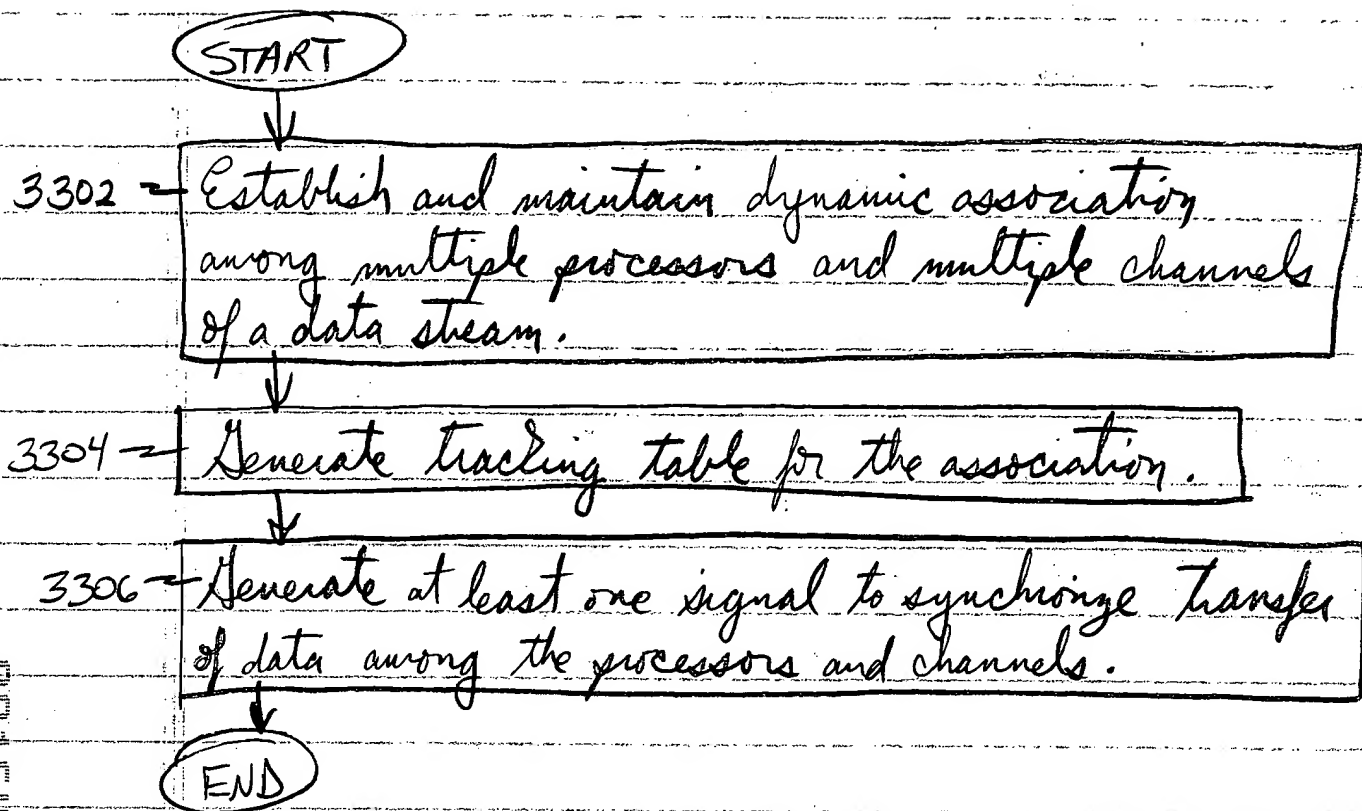 START
3302 Establish and maintain dynamic association
among multiple processors and multiple channels
of a data stream.
3304 Generate tracking table for the association.
3306 Generate at least one signal to synchronize transfer
of data among the processors and channels.
END